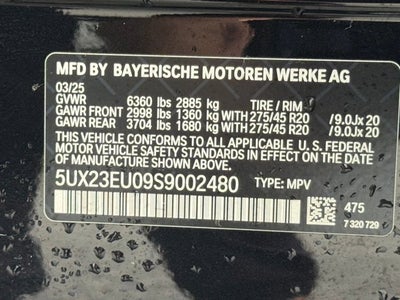 MFD BY BAYERISCHE MOTOREN WERKE AG
03/25
GVWR 6360 lbs 2885 kg TIRE / RIM
GAWR FRONT 2998 lbs 1360 kg WITH 275/45 R20 / 9.0Jx 20
GAWR REAR 3704 lbs 1680 kg WITH 275/45 R20 / 9.0Jx 20
THIS VEHICLE CONFORMS TO ALL APPLICABLE U. S. FEDERAL
MOTOR VEHICLE SAFETY STANDARDS IN EFFECT ON THE DATE OF
MANUFACTURE SHOWN ABOVE.
5UX23EU09S9002480 TYPE: MPV
475
7 320 729